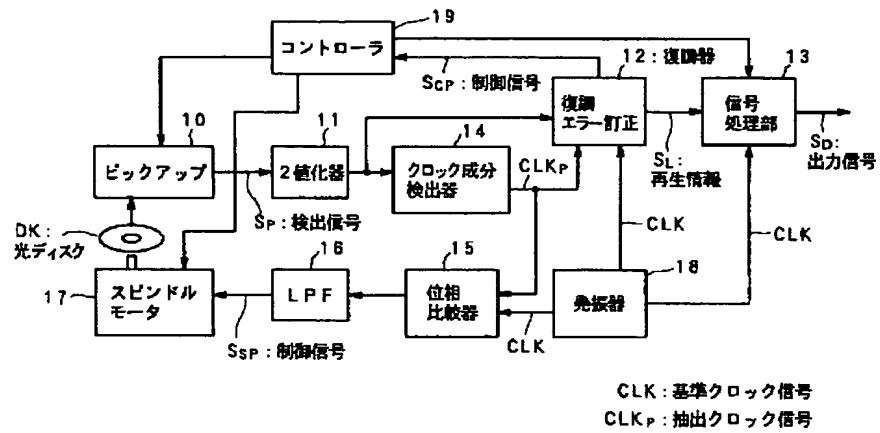 19
コントローラ
SCP:制御信号
12:復調器
13
10
11
14
復調
エラー訂正
信号
処理部
ピックアップ
2値化器
クロック成分
検出器
CLKP
SL:
再生情報
SD:
出力信号
SP:検出信号
DK:
光ディスク
CLK
CLK
16
15
18
17
スピンドル
モータ
LPF
位相
比較器
発振器
SSP:制御信号
CLK
CLK:基準クロック信号
CLKP:抽出クロック信号